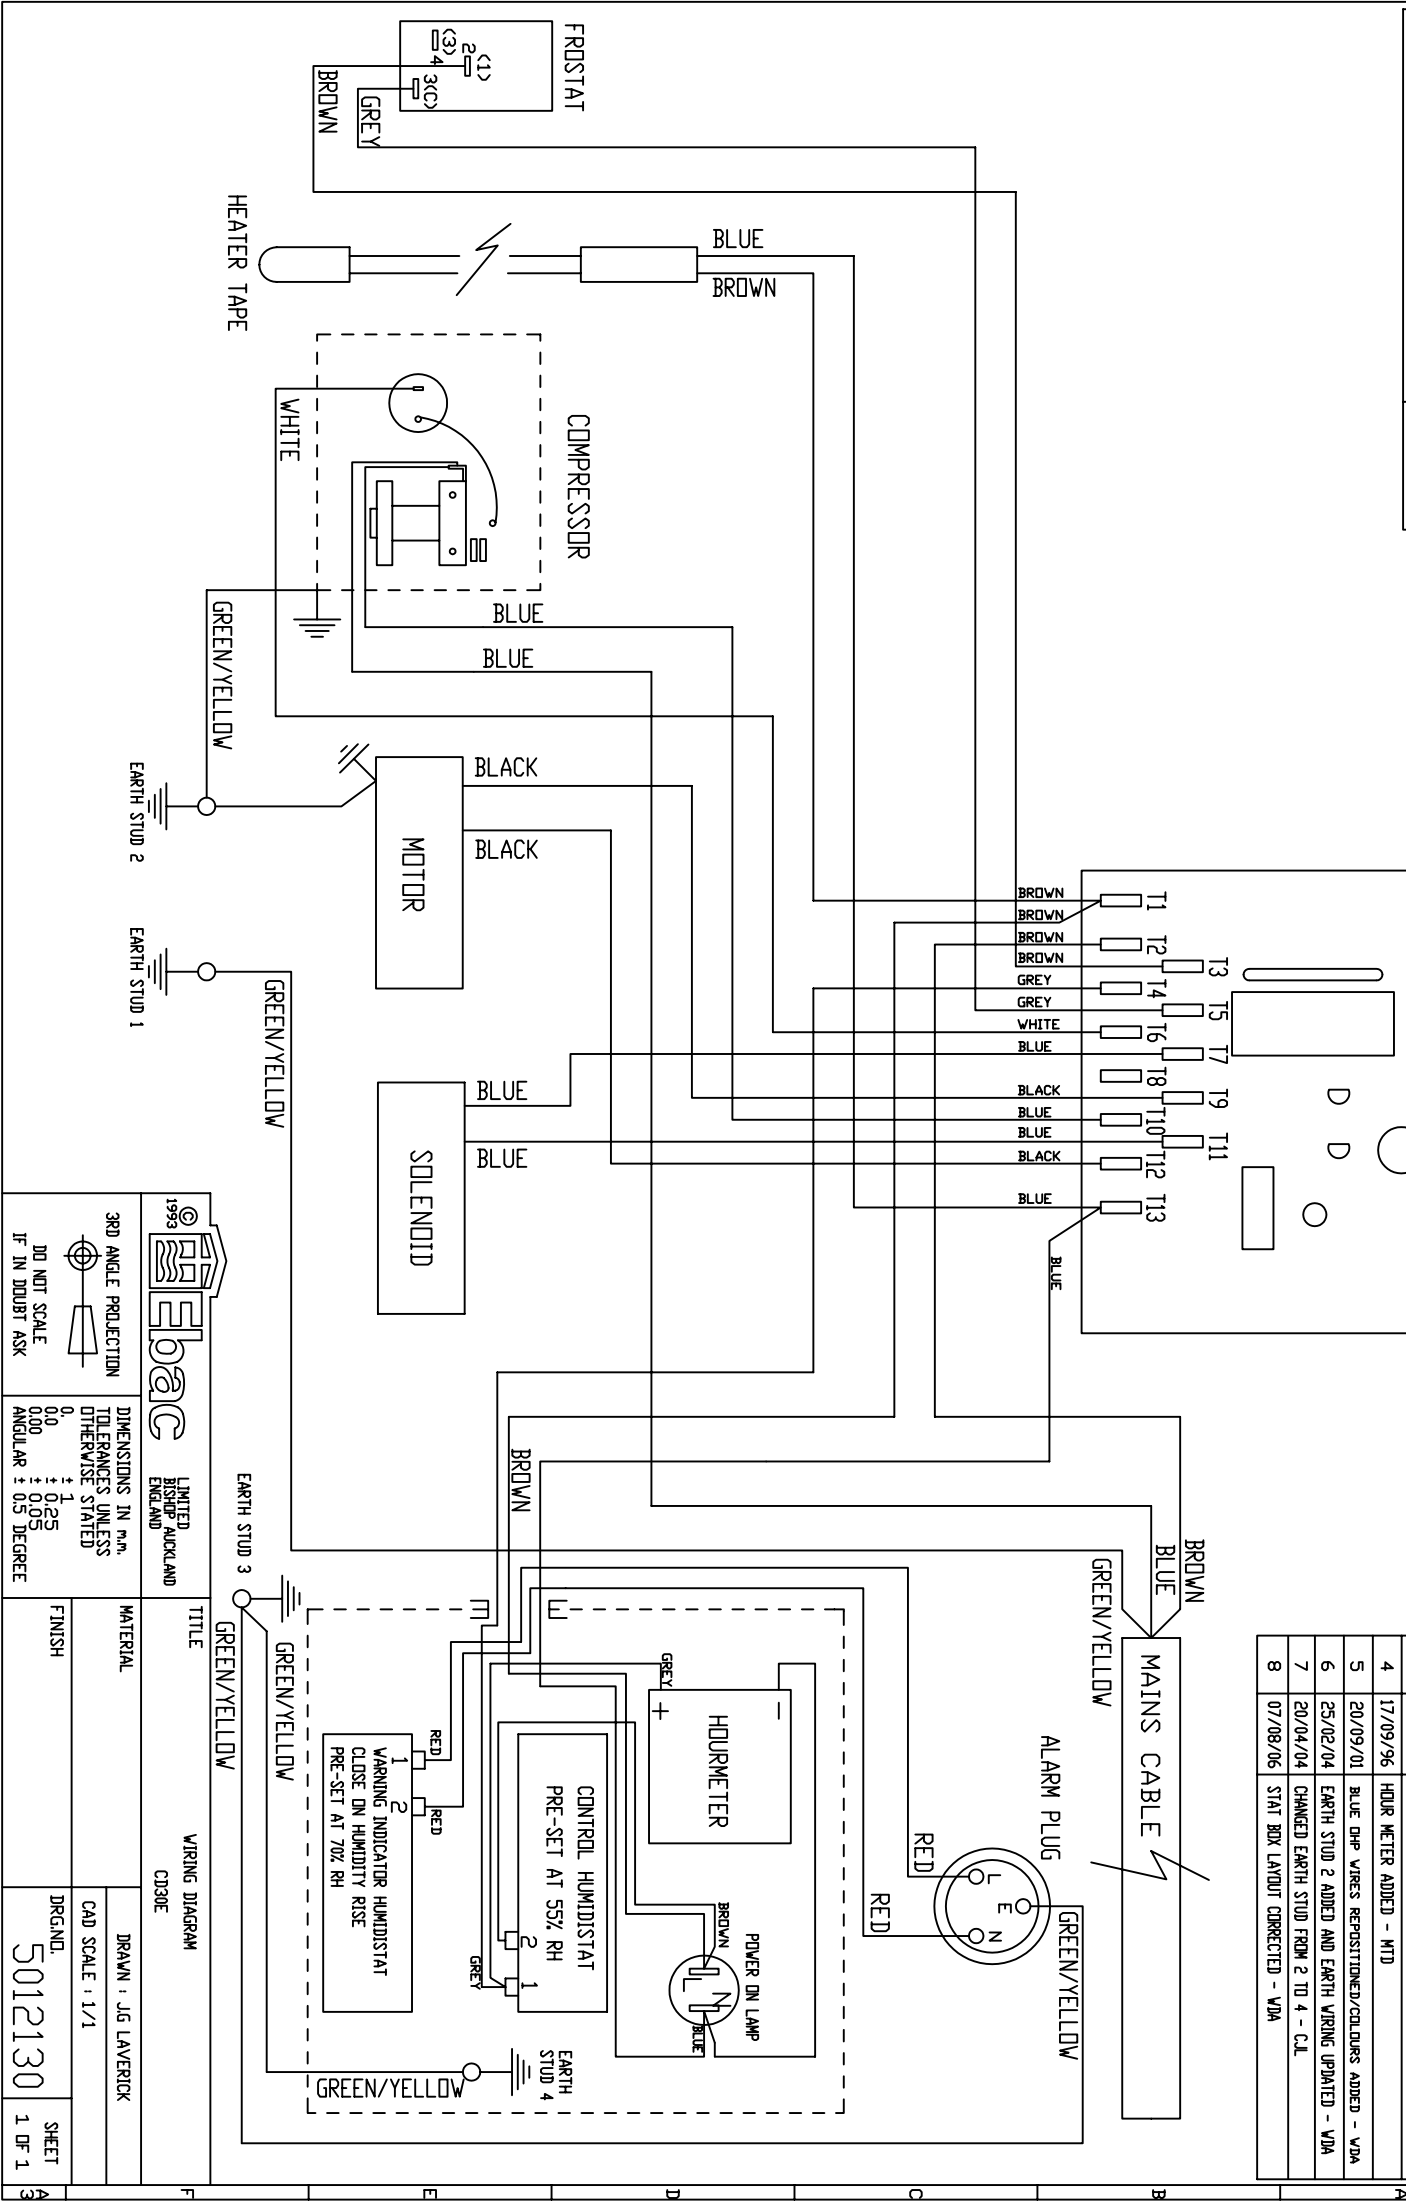 4 17/09/96 HOUR METER ADDED - MTD
5 20/09/01 BLUE OHP WIRES REPOSITIONED/COLOURS ADDED - WDA
6 25/02/04 EARTH STUD 2 ADDED AND EARTH WIRING UPDATED - WDA
7 20/04/04 CHANGED EARTH STUD FROM 2 TO 4 - CJL
8 07/08/06 STAT BOX LAYOUT CORRECTED - WDA
FROSTAT
(1)
2
(3)
4
3(C)
BROWN
GREY
HEATER TAPE
BLUE
BROWN
COMPRESSOR
WHITE
BLUE
BLUE
GREEN/YELLOW
EARTH STUD 2
EARTH STUD 1
GREEN/YELLOW
MOTOR
BLACK
BLACK
SOLENOID
BLUE
BLUE
T1
T2
T3
T4
T5
T6
T7
T8
T9
T10
T11
T12
T13
BROWN
BROWN
BROWN
BROWN
GREY
GREY
WHITE
BLUE
BLACK
BLUE
BLUE
BLACK
BLUE
BLUE
BROWN
BLUE
GREEN/YELLOW
MAINS CABLE
BROWN
ALARM PLUG
L
E
N
RED
RED
GREEN/YELLOW
HOURMETER
+
-
GREY
POWER ON LAMP
BROWN
L
N
BLUE
CONTROL HUMIDISTAT
PRE-SET AT 55% RH
2
1
GREY
WARNING INDICATOR HUMIDISTAT
CLOSE ON HUMIDITY RISE
PRE-SET AT 70% RH
1
2
RED
RED
EARTH
STUD 4
GREEN/YELLOW
EARTH STUD 3
GREEN/YELLOW
GREEN/YELLOW
© 1993
Ebac
LIMITED
BISHOP AUCKLAND
ENGLAND
3RD ANGLE PROJECTION
DO NOT SCALE
IF IN DOUBT ASK
DIMENSIONS IN m.m.
TOLERANCES UNLESS
OTHERWISE STATED
0. ± 1
0.0 ± 0.25
0.00 ± 0.05
ANGULAR ± 0.5 DEGREE
TITLE
WIRING DIAGRAM
CD30E
MATERIAL
FINISH
DRAWN : J.G LAVERICK
CAD SCALE : 1/1
DRG.NO.
5012130
SHEET
1 OF 1
A
B
C
D
E
F
A
3